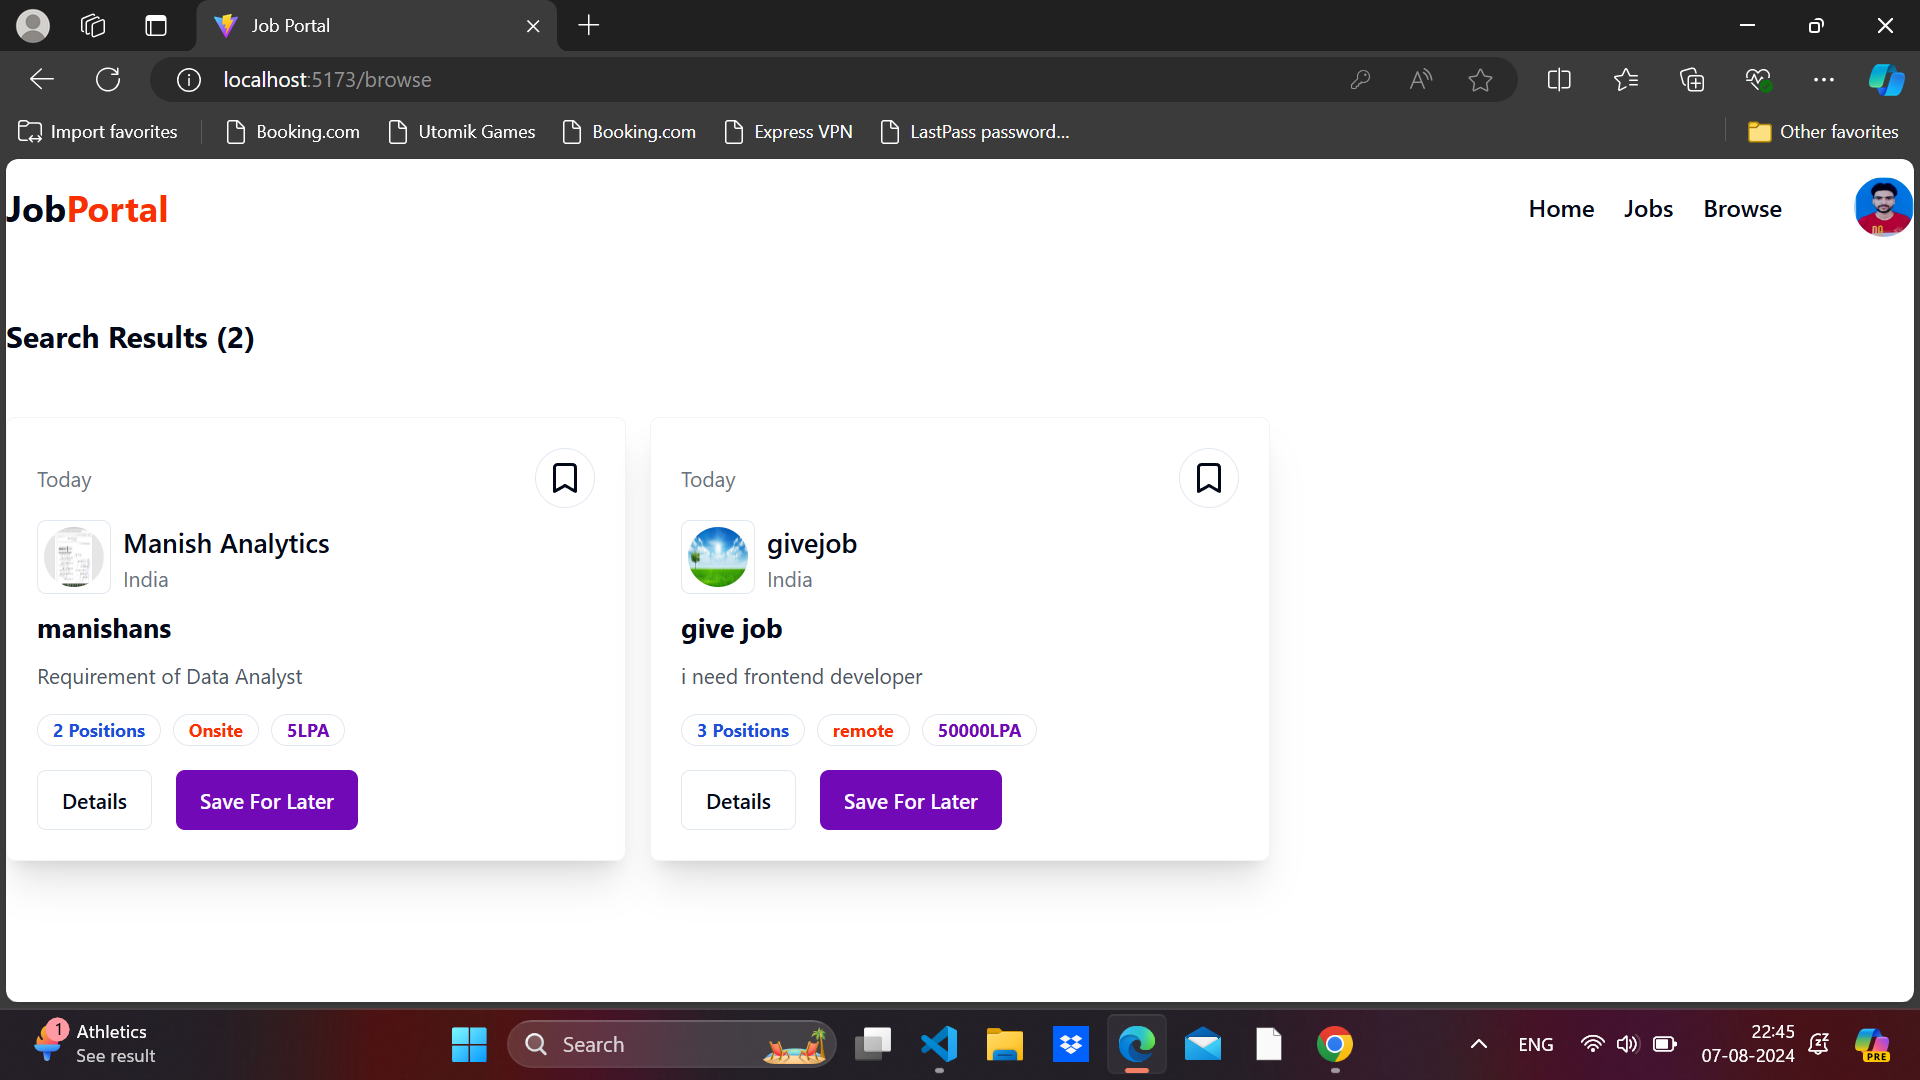 Job Portal
localhost:5173/browse
Import favorites
Booking.com
Utomik Games
Booking.com
Express VPN
LastPass password...
Other favorites
JobPortal
Home
Jobs
Browse
Search Results (2)
Today
Manish Analytics
India
manishans
Requirement of Data Analyst
2 Positions
Onsite
5LPA
Details
Save For Later
Today
givejob
India
give job
i need frontend developer
3 Positions
remote
50000LPA
Details
Save For Later
1
Athletics
See result
Search
ENG
22:45
07-08-2024
PRE